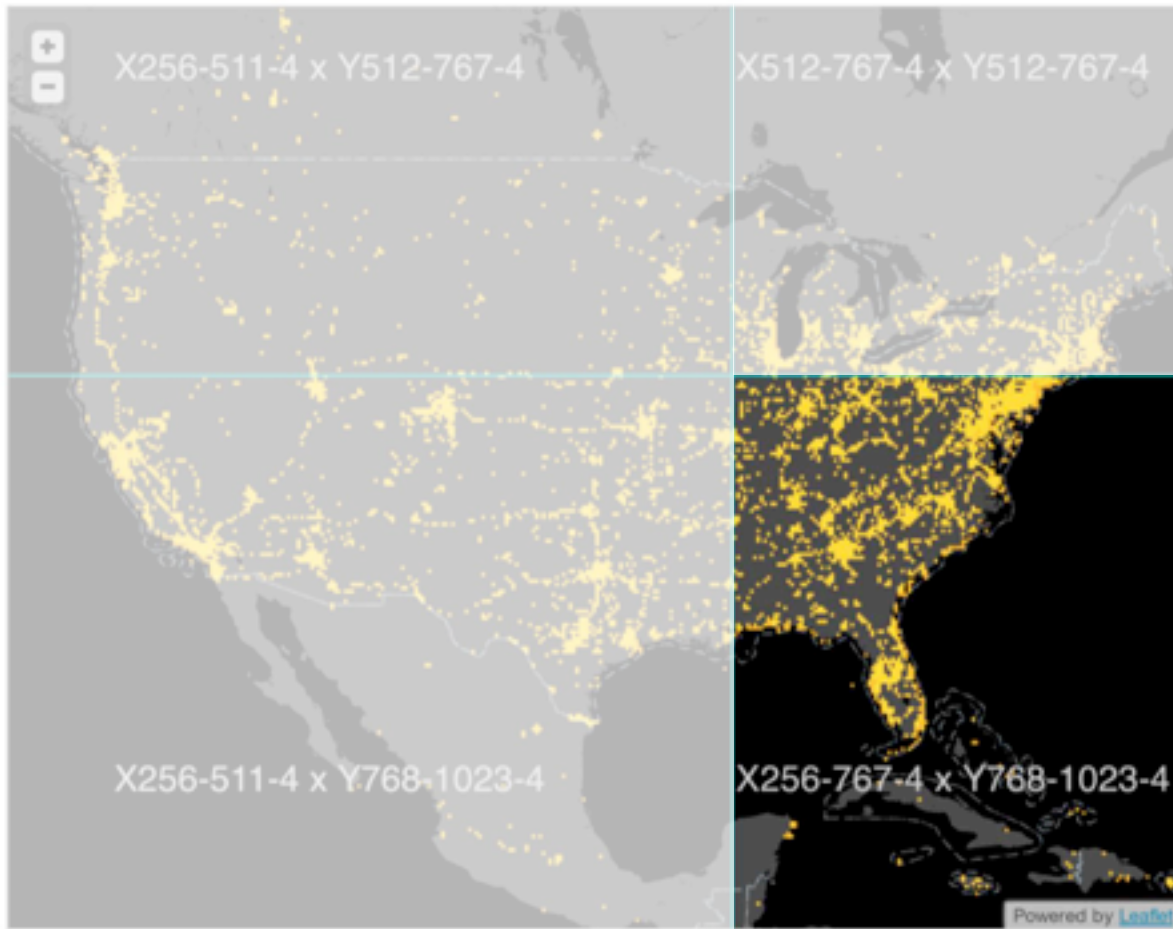 +
−
X256-511-4 x Y512-767-4
X512-767-4 x Y512-767-4
X256-511-4 x Y768-1023-4
X256-767-4 x Y768-1023-4
Powered by Leaflet